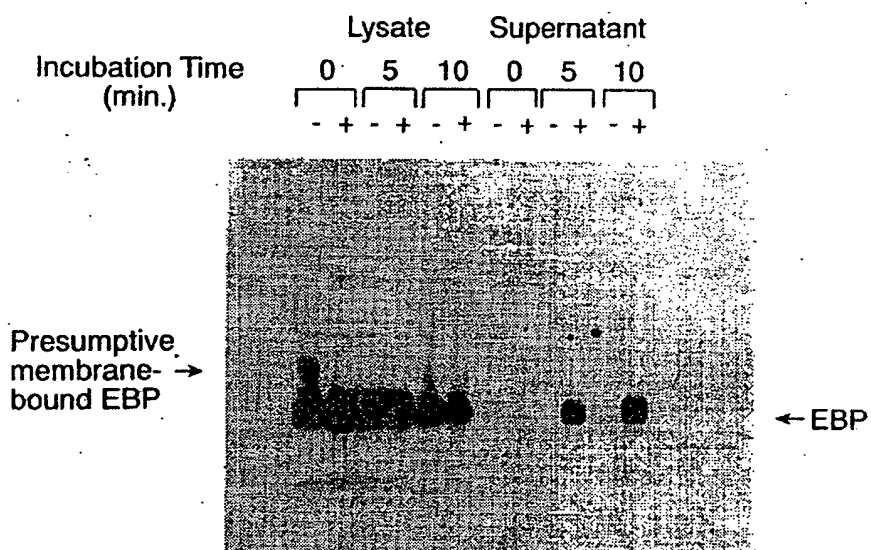 Lysate Supernatant
Incubation Time 0 5 10 0 5 10
(min.)
- + - + - + - + - + - +
Presumptive
membrane- →
bound EBP
← EBP